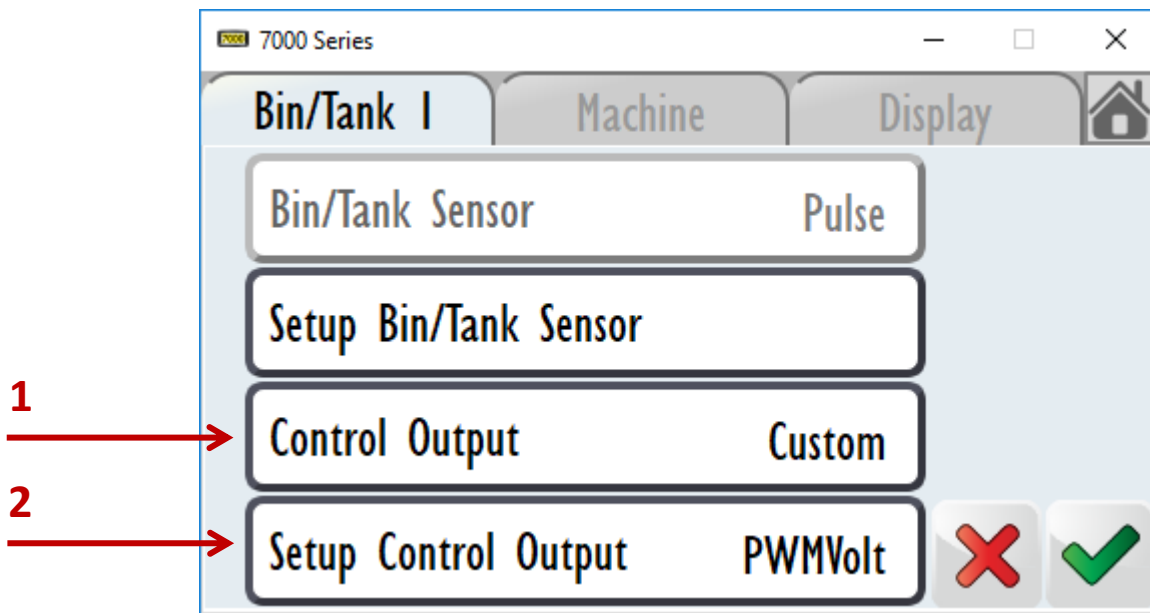 7000 7000 Series
Bin/Tank 1 Machine Display
Bin/Tank Sensor Pulse
Setup Bin/Tank Sensor
1
Control Output Custom
2
Setup Control Output PWMVolt